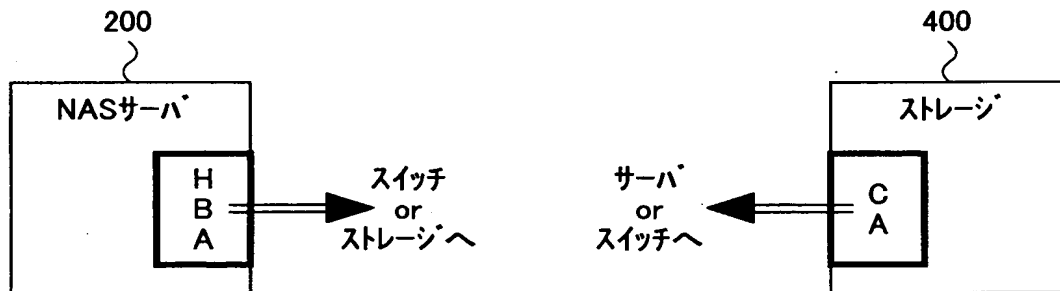 200
400
NASサーバ
ストレージ
H
B
A
スイッチ
or
ストレージへ
サーバ
or
スイッチへ
C
A